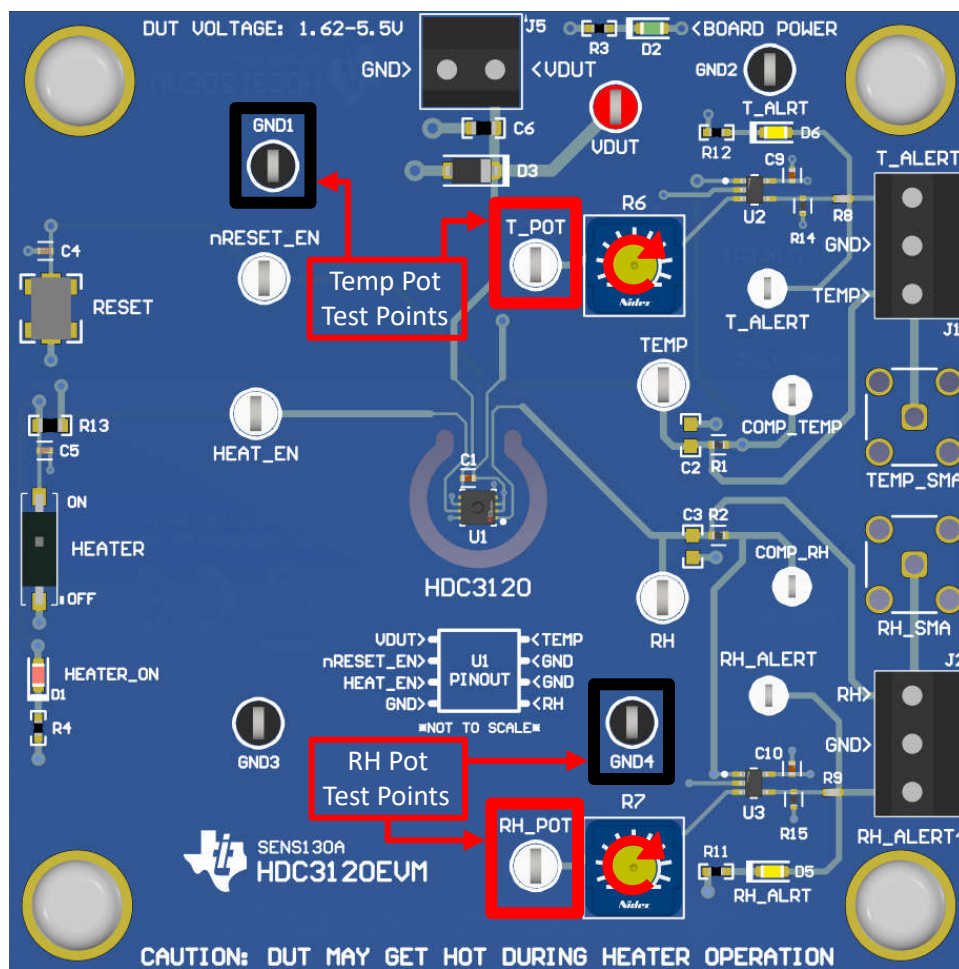 DUT VOLTAGE: 1.62-5.5V
J5
R3
D2
<BOARD POWER
GND>
<VDUT
GND2
T_ALRT
GND1
C6
VDUT
R12
D6
D3
C9
T_ALERT
U2
R14
R8
nRESET_EN
T_POT
R6
GND>
C4
Temp Pot
Test Points
Nidec
TEMP>
RESET
T_ALERT
J1
TEMP
R13
HEAT_EN
COMP_TEMP
C5
C2
R1
TEMP_SMA
ON
C1
HEATER
U1
C3
R2
COMP_RH
OFF
HDC3120
RH
RH_SMA
VDUT>
<TEMP
nRESET_EN>
U1
<GND
HEAT_EN>
PINOUT
<GND
GND>
<RH
*NOT TO SCALE*
RH_ALERT
J2
HEATER_ON
D1
RH>
R4
GND3
GND4
GND>
RH Pot
Test Points
C10
R9
U3
R15
R7
RH_POT
RH_ALERT^
SENS130A
HDC3120EVM
R11
D5
RH_ALRT
Nidec
CAUTION: DUT MAY GET HOT DURING HEATER OPERATION